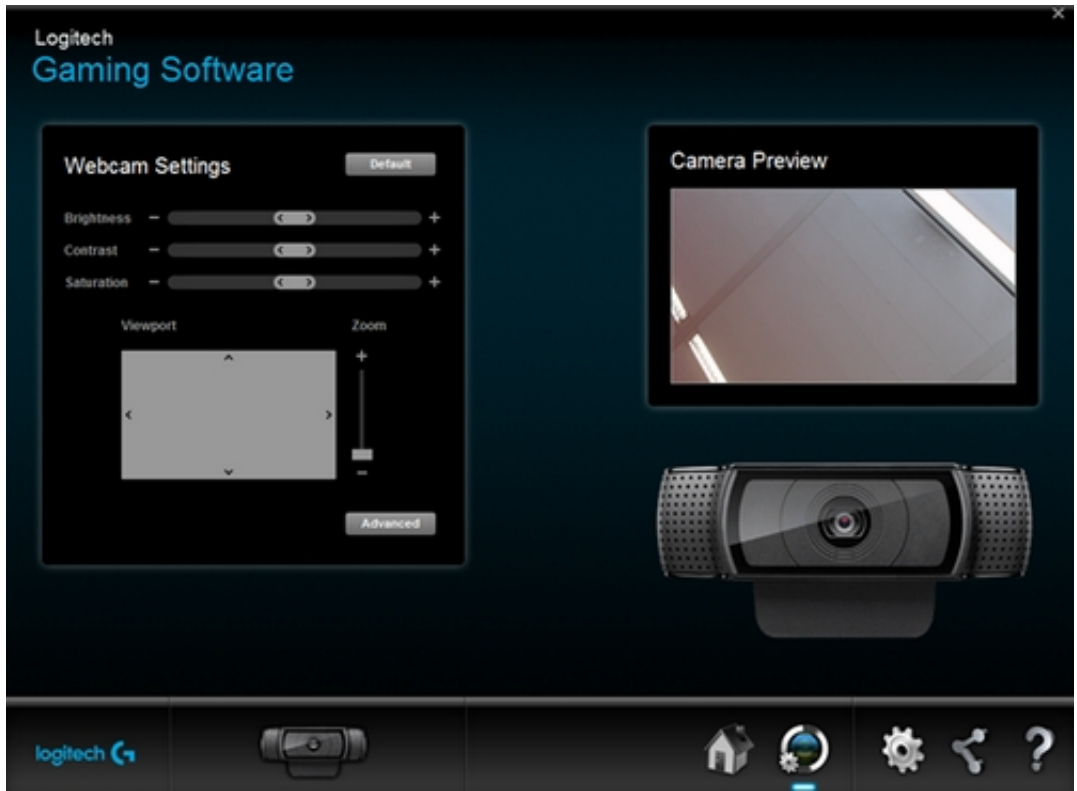 Logitech
Gaming Software
Webcam Settings
Default
Brightness - +
Contrast - +
Saturation - +
Viewport
Zoom
+
-
Advanced
Camera Preview
logitech G
?